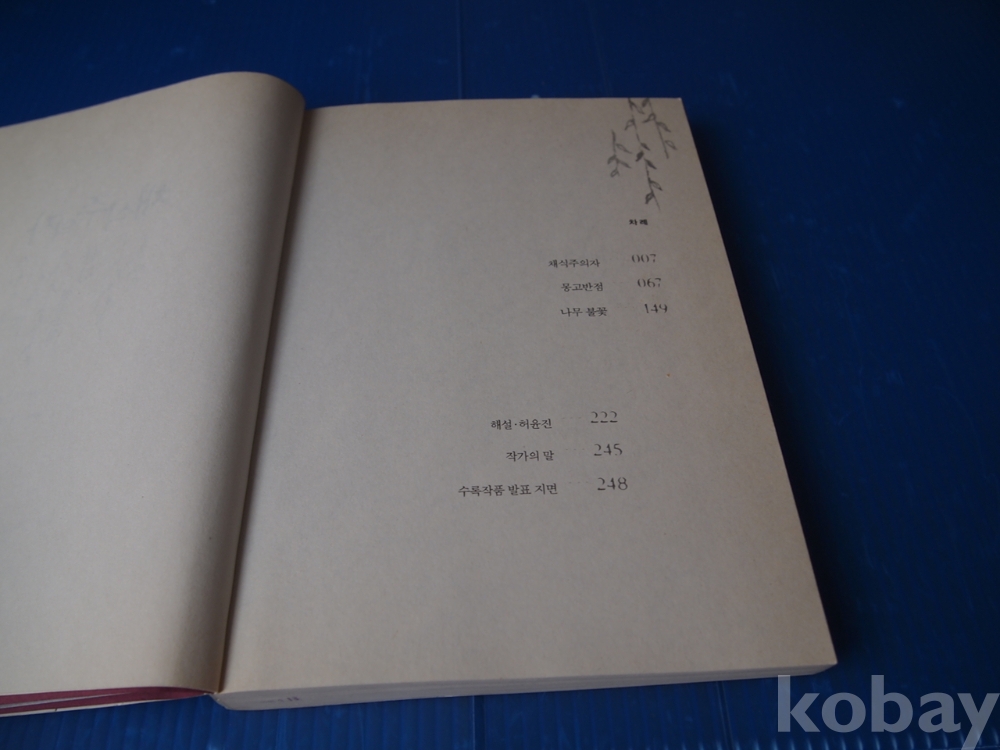 차례
채식주의자 007
몽고반점 067
나무 불꽃 149
해설·허윤진 222
작가의 말 245
수록작품 발표 지면 248
kobay